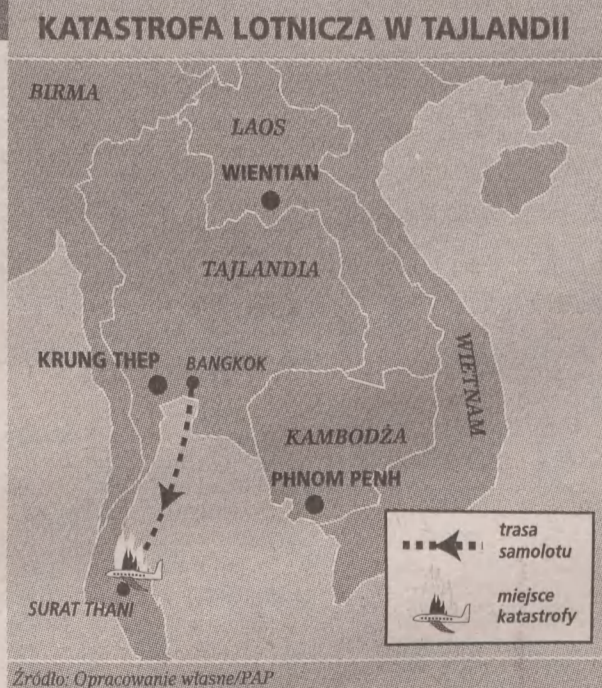 KATASTROFA LOTNICZA W TAJLANDII
BIRMA
LAOS
WIENTIAN
TAJLANDIA
KRUNG THEP
BANGKOK
WIETNAM
KAMBODŻA
PHNOM PENH
trasa
samolotu
miejsce
katastrofy
SURAT THANI
Źródło: Opracowanie własne/PAP